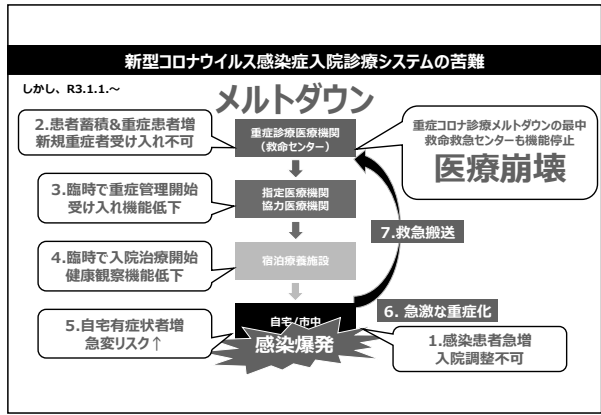 新型コロナウイルス感染症入院診療システムの苦難
しかし、R3.1.1.～
メルトダウン
2.患者蓄積&重症患者増
新規重症者受け入れ不可
重症診療医療機関
（救命センター）
重症コロナ診療メルトダウンの最中
救命救急センターも機能停止
医療崩壊
3.臨時で重症管理開始
受け入れ機能低下
指定医療機関
協力医療機関
7.救急搬送
4.臨時で入院治療開始
健康観察機能低下
宿泊療養施設
5.自宅有症状者増
急変リスク↑
自宅/市中
感染爆発
6. 急激な重症化
1.感染患者急増
入院調整不可